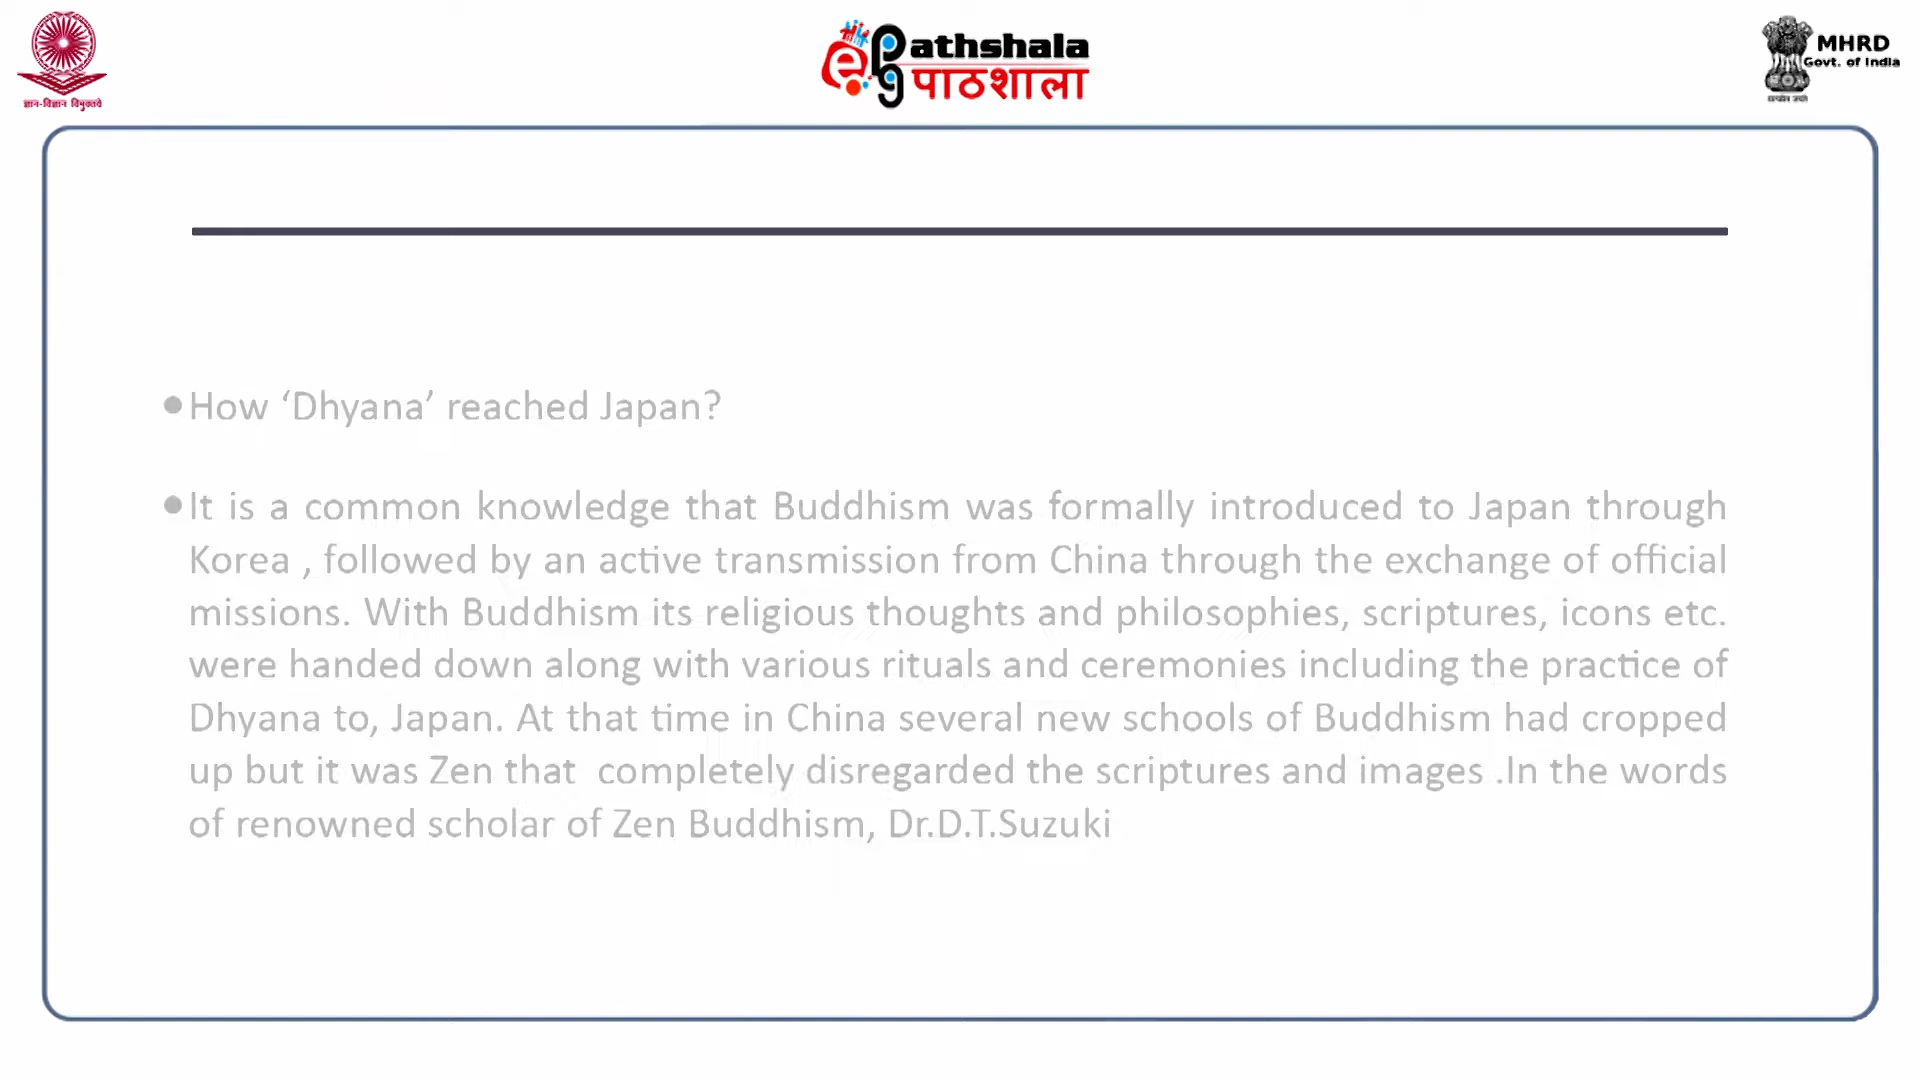 ज्ञान-विज्ञान विमुक्तये
ePG Pathshala
पाठशाला
MHRD
Govt. of India
सत्यमेव जयते
•How ‘Dhyana’ reached Japan?
•It is a common knowledge that Buddhism was formally introduced to Japan through
Korea , followed by an active transmission from China through the exchange of official
missions. With Buddhism its religious thoughts and philosophies, scriptures, icons etc.
were handed down along with various rituals and ceremonies including the practice of
Dhyana to, Japan. At that time in China several new schools of Buddhism had cropped
up but it was Zen that  completely disregarded the scriptures and images .In the words
of renowned scholar of Zen Buddhism, Dr.D.T.Suzuki